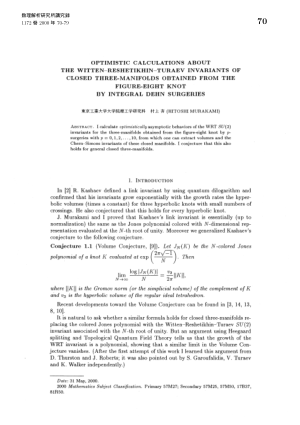 数理解析研究所講究録
1172 巻 2000 年 70-79
70
OPTIMISTIC CALCULATIONS ABOUT
THE WITTEN–RESHETIKHIN–TURAEV INVARIANTS OF
CLOSED THREE-MANIFOLDS OBTAINED FROM THE
FIGURE-EIGHT KNOT
BY INTEGRAL DEHN SURGERIES
東京工業大学大学院理工学研究科 村上 斉 (HITOSHI MURAKAMI)
ABSTRACT. I calculate optimistically asymptotic behaviors of the WRT SU(2)
invariants for the three-manifolds obtained from the figure-eight knot by p-
surgeries with p = 0, 1, 2, . . . , 10, from which one can extract volumes and the
Chern–Simons invariants of these closed manifolds. I conjecture that this also
holds for general closed three-manifolds.
1. INTRODUCTION
In [2] R. Kashaev defined a link invariant by using quantum dilogarithm and
confirmed that his invariant grows exponentially with growth rates the hyper-
bolic volumes (times a constant) for three hyperbolic knots with small numbers of
crossings. He also conjectured that this holds for every hyperbolic knot.
J. Murakami and I proved that Kashaev's link invariant is essentially (up to
normalization) the same as the Jones polynomial colored with N-dimensional rep-
resentation evaluated at the N-th root of unity. Moreover we generalized Kashaev's
conjecture to the following conjecture.
Conjecture 1.1 (Volume Conjecture, [9]). Let J_N(K) be the N-colored Jones
polynomial of a knot K evaluated at exp(2π√−1/N). Then
lim_{N→∞} log|J_N(K)|/N = v₃/2π ‖K‖,
where ‖K‖ is the Gromov norm (or the simplicial volume) of the complement of K
and v₃ is the hyperbolic volume of the regular ideal tetrahedron.
Recent developments toward the Volume Conjecture can be found in [3, 14, 13,
8, 10].
It is natural to ask whether a similar formula holds for closed three-manifolds re-
placing the colored Jones polynomial with the Witten–Reshetikhin–Turaev SU(2)
invariant associated with the N-th root of unity. But an argument using Heegaard
splitting and Topological Quantum Field Theory tells us that the growth of the
WRT invariant is a polynomial, showing that a similar limit in the Volume Con-
jecture vanishes. (After the first attempt of this work I learned this argument from
D. Thurston and J. Roberts; it was also pointed out by S. Garoufalidis, V. Turaev
and K. Walker independently.)
Date: 31 May, 2000.
2000 Mathematics Subject Classification. Primary 57M27; Secondary 57M25, 57M50, 17B37,
81R50.